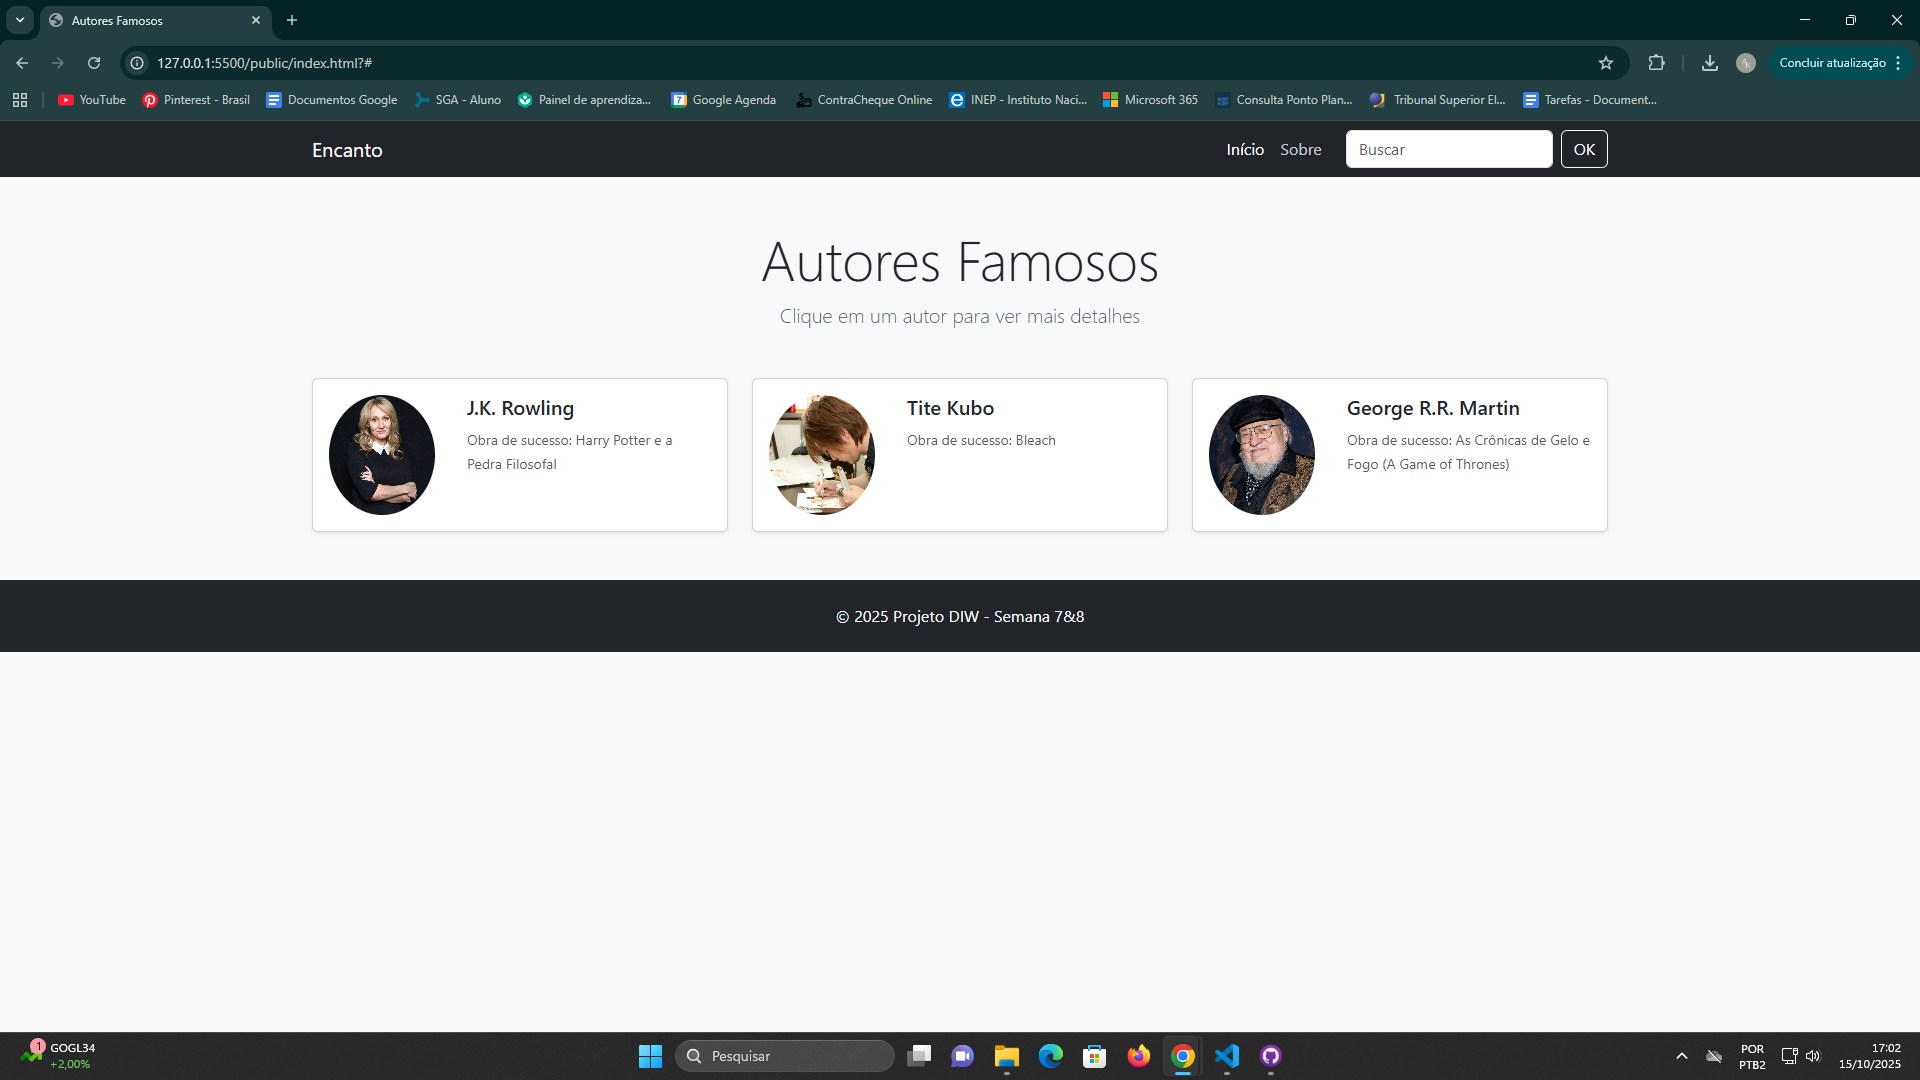 Autores Famosos
127.0.0.1:5500/public/index.html?#
Concluir atualização
YouTube
Pinterest - Brasil
Documentos Google
SGA - Aluno
Painel de aprendiza...
7
Google Agenda
ContraCheque Online
INEP - Instituto Naci...
Microsoft 365
Consulta Ponto Plan...
Tribunal Superior El...
Tarefas - Document...
Encanto
Início
Sobre
Buscar
OK
Autores Famosos
Clique em um autor para ver mais detalhes
J.K. Rowling
Obra de sucesso: Harry Potter e a
Pedra Filosofal
Tite Kubo
Obra de sucesso: Bleach
George R.R. Martin
Obra de sucesso: As Crônicas de Gelo e
Fogo (A Game of Thrones)
© 2025 Projeto DIW - Semana 7&8
1
GOGL34
+2,00%
Pesquisar
POR
PTB2
17:02
15/10/2025